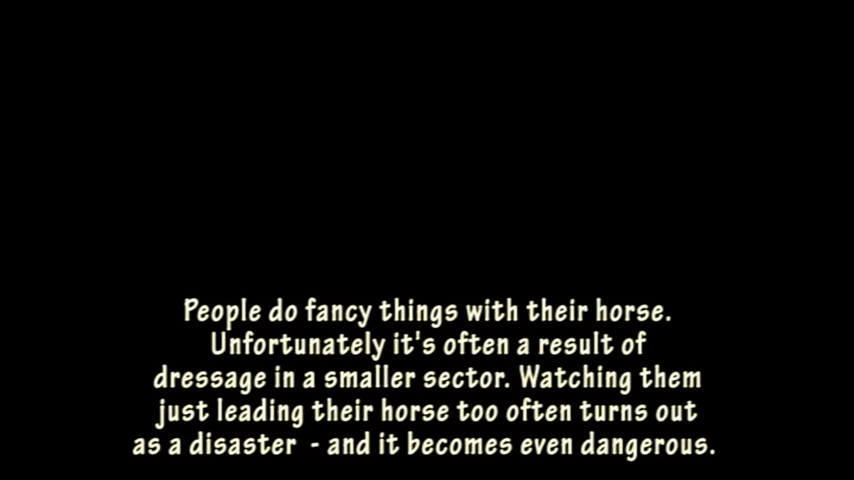 People do fancy things with their horse.
Unfortunately it's often a result of
dressage in a smaller sector. Watching them
just leading their horse too often turns out
as a disaster - and it becomes even dangerous.